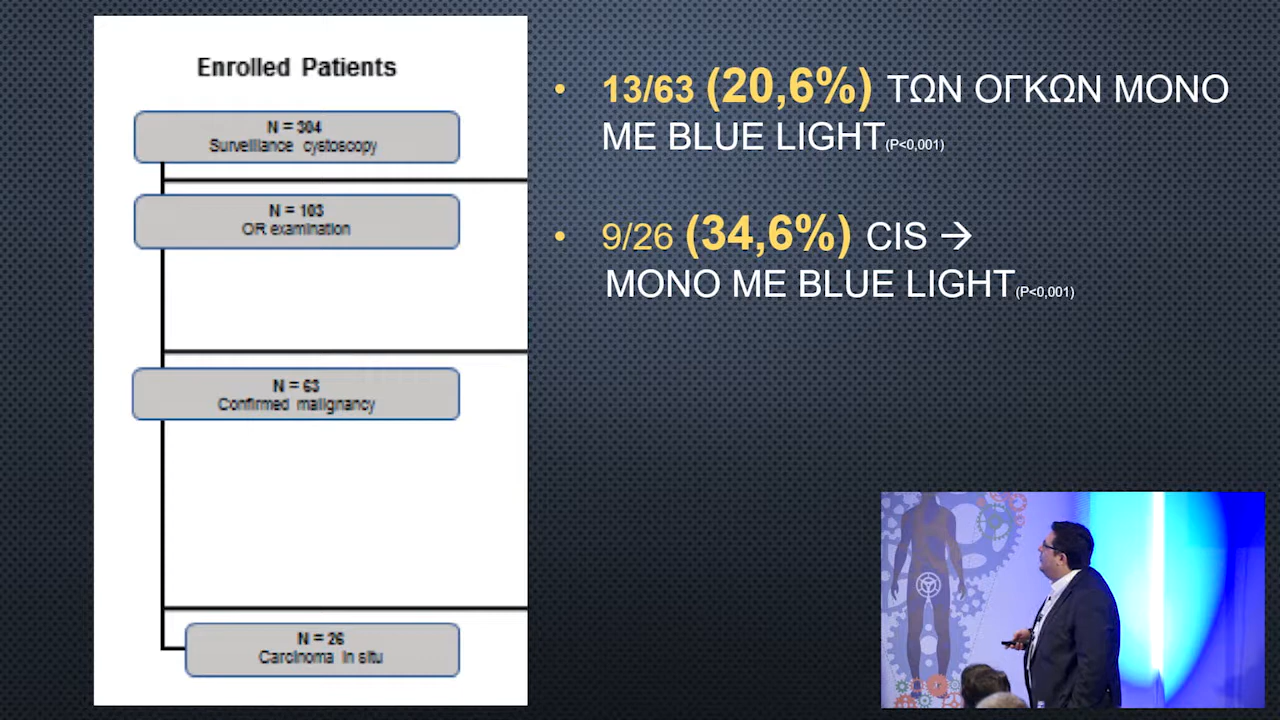 Enrolled Patients
N = 304
Surveillance cystoscopy
N = 103
OR examination
N = 63
Confirmed malignancy
N = 26
Carcinoma in situ
• 13/63 (20,6%) ΤΩΝ ΟΓΚΩΝ ΜΟΝΟ
ΜΕ BLUE LIGHT(P<0,001)
• 9/26 (34,6%) CIS →
ΜΟΝΟ ΜΕ BLUE LIGHT(P<0,001)